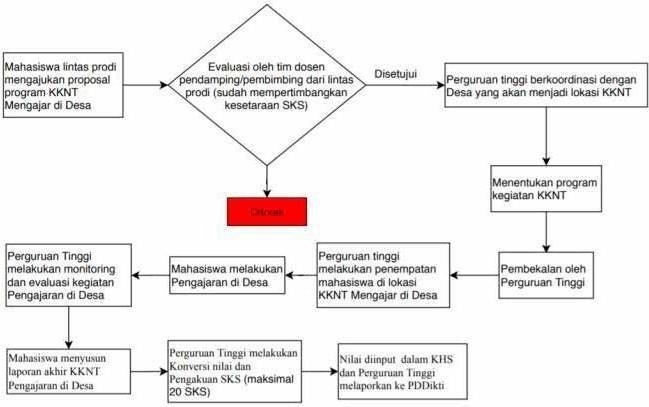 Mahasiswa lintas prodi
mengajukan proposal
program KKNT
Mengajar di Desa
Evaluasi oleh tim dosen
pendamping/pembimbing dari lintas
prodi (sudah mempertimbangkan
kesetaraan SKS)
Disetujui
Perguruan tinggi berkoordinasi dengan
Desa yang akan menjadi lokasi KKNT
Ditolak
Menentukan program
kegiatan KKNT
Pembekalan oleh
Perguruan Tinggi
Perguruan tinggi
melakukan penempatan
mahasiswa di lokasi
KKNT Mengajar di Desa
Mahasiswa melakukan
Pengajaran di Desa
Perguruan Tinggi
melakukan monitoring
dan evaluasi kegiatan
Pengajaran di Desa
Mahasiswa menyusun
laporan akhir KKNT
Pengajaran di Desa
Perguruan Tinggi melakukan
Konversi nilai dan
Pengakuan SKS (maksimal
20 SKS)
Nilai diinput dalam KHS
dan Perguruan Tinggi
melaporkan ke PDDikti